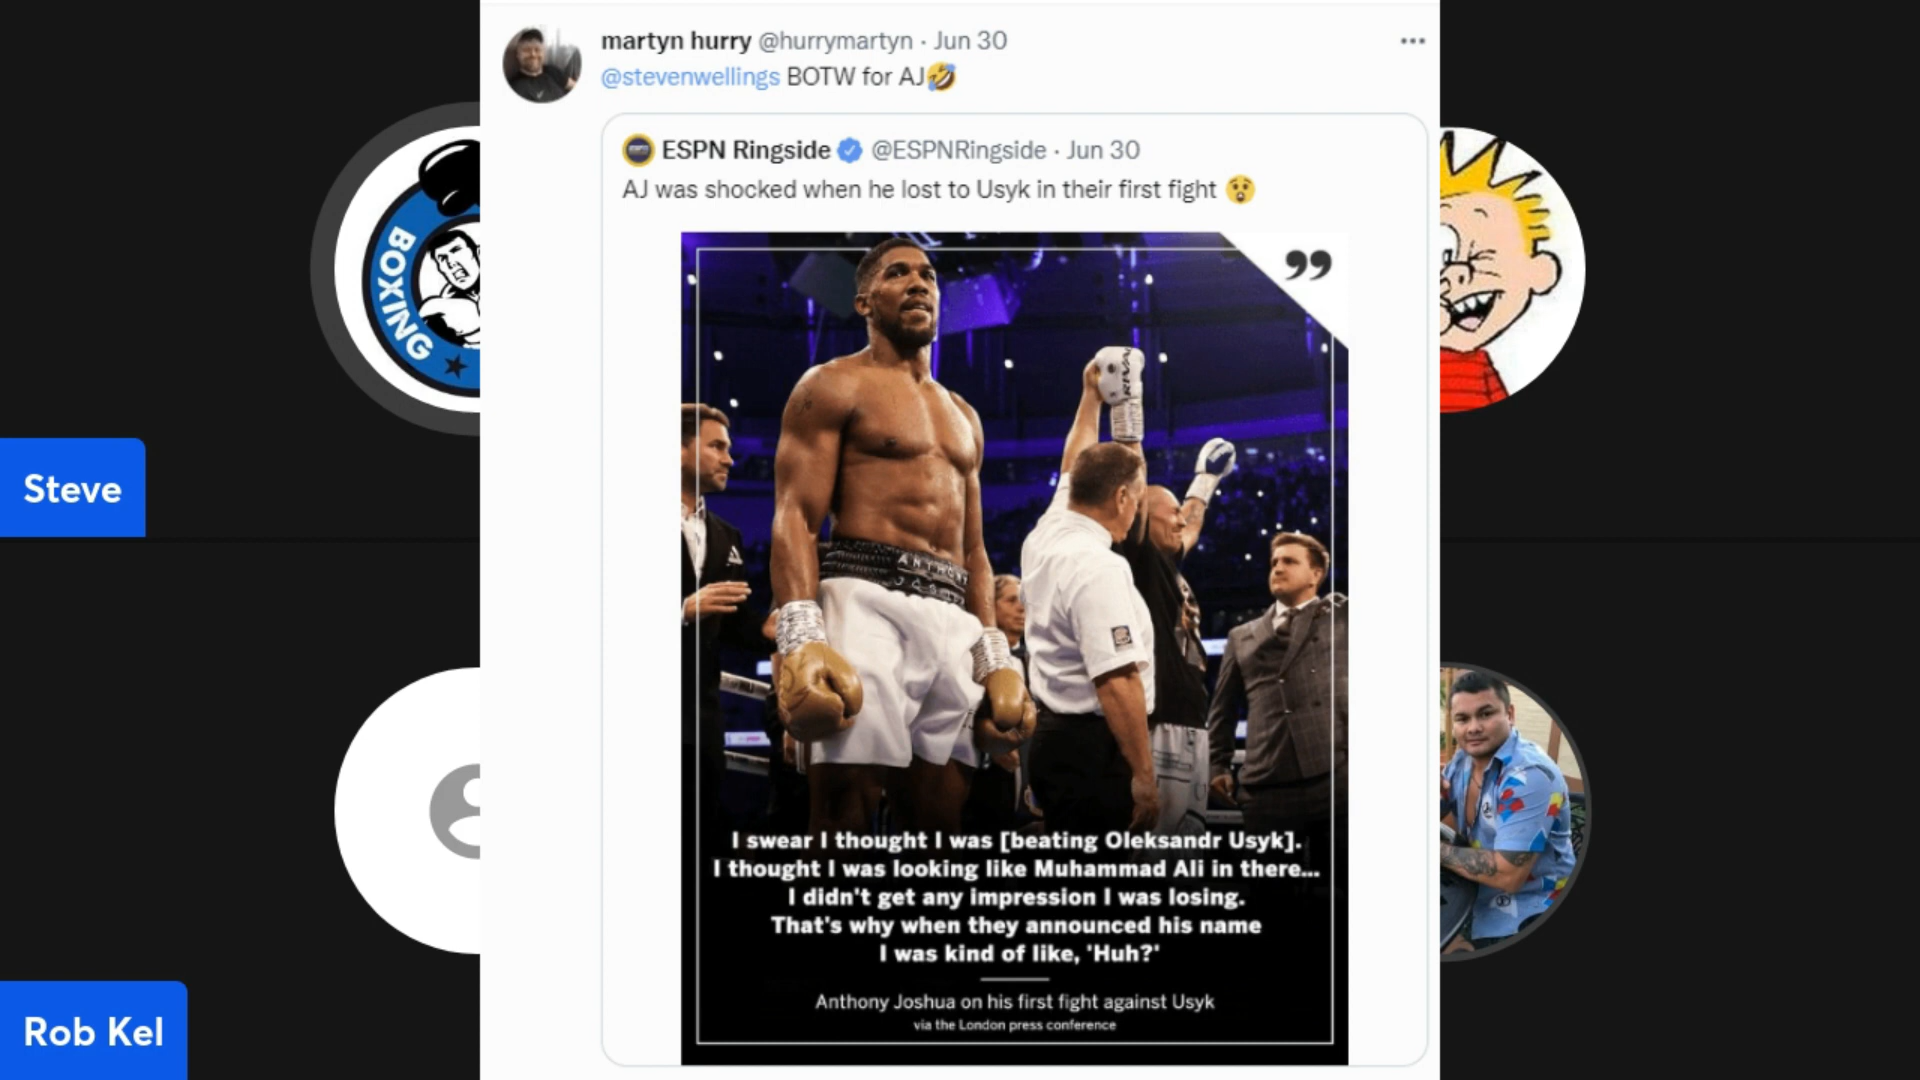 martyn hurry @hurrymartyn · Jun 30
@stevenwellings BOTW for AJ🤣
ESPN Ringside @ESPNRingside · Jun 30
AJ was shocked when he lost to Usyk in their first fight 😲
BOXING
RIVAL
Steve
ANTHONY
JOSHUA
I swear I thought I was [beating Oleksandr Usyk].
I thought I was looking like Muhammad Ali in there...
I didn't get any impression I was losing.
That's why when they announced his name
I was kind of like, 'Huh?'
Anthony Joshua on his first fight against Usyk
via the London press conference
Rob Kel